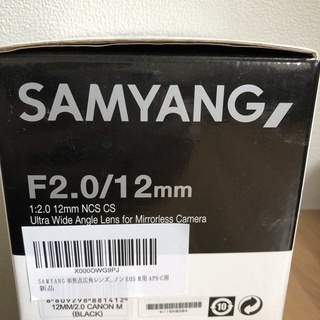 SAMYANG
F2.0/12mm
1:2.0 12mm NCS CS
Ultra Wide Angle Lens for Mirrorless Camera
X000OWG9PJ
SAMYANG 単焦点広角レンズ ノンEOS M用 APS-C用
新品
8 809298 881412
12MM/2.0 CANON M
(BLACK)
10